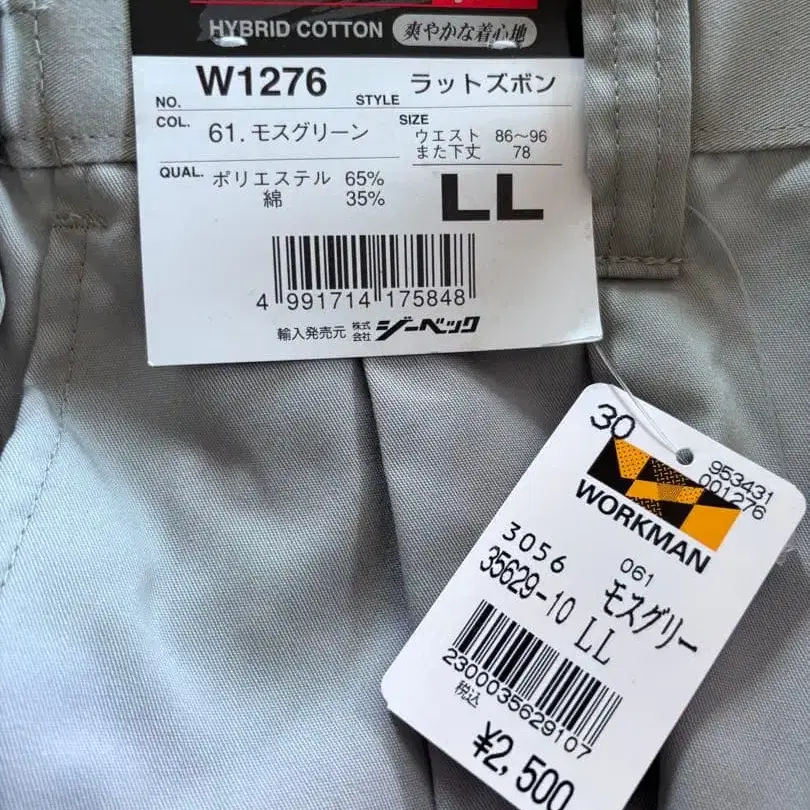 HYBRID COTTON 爽やかな着心地
NO. W1276 STYLE ラットズボン
COL. 61.モスグリーン
SIZE
ウエスト 86〜96
また下丈 78
QUAL. ポリエステル 65%
綿 35%
LL
4 991714 175848
輸入発売元 株式会社 ジーベック
30
953431
001276
WORKMAN
3056 061
35629-10 モスグリー
LL
2300035629107
税込
¥2,500